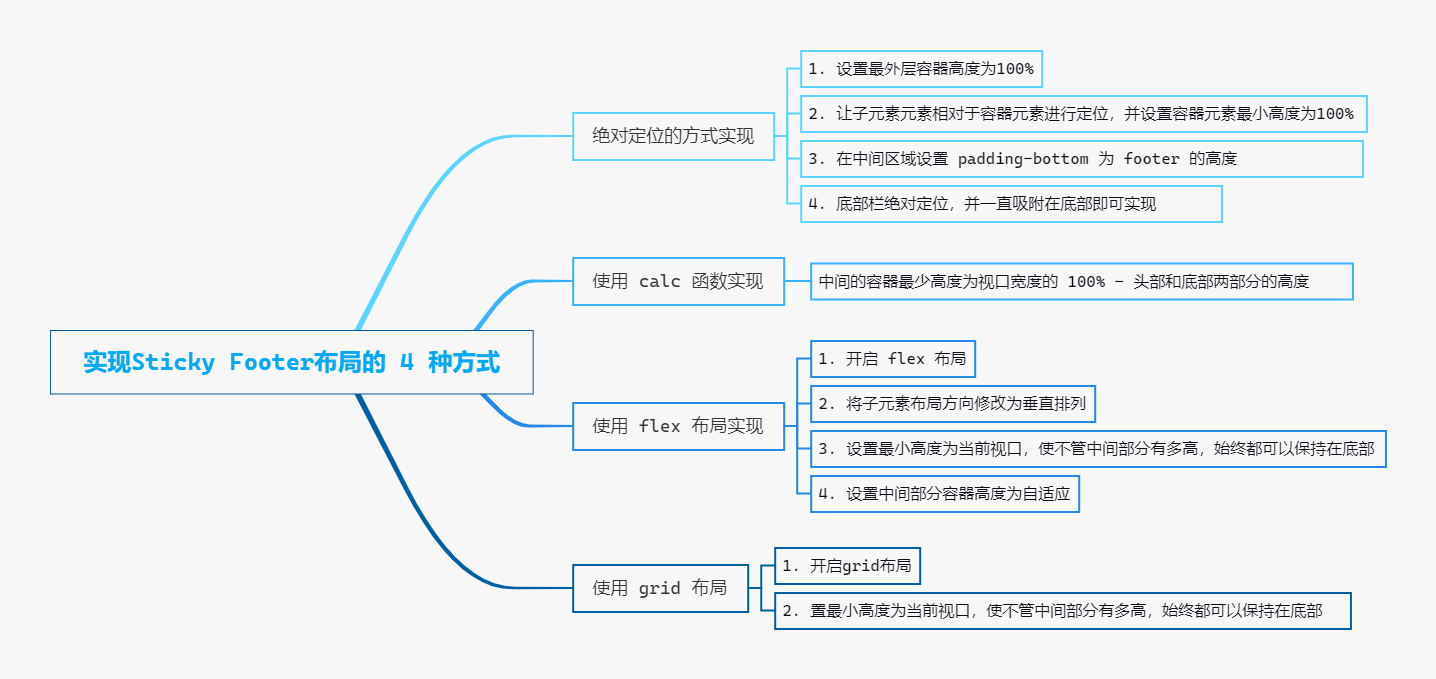 实现Sticky Footer布局的 4 种方式
绝对定位的方式实现
1. 设置最外层容器高度为100%
2. 让子元素元素相对于容器元素进行定位，并设置容器元素最小高度为100%
3. 在中间区域设置 padding-bottom 为 footer 的高度
4. 底部栏绝对定位，并一直吸附在底部即可实现
使用 calc 函数实现
中间的容器最少高度为视口宽度的 100% - 头部和底部两部分的高度
使用 flex 布局实现
1. 开启 flex 布局
2. 将子元素布局方向修改为垂直排列
3. 设置最小高度为当前视口，使不管中间部分有多高，始终都可以保持在底部
4. 设置中间部分容器高度为自适应
使用 grid 布局
1. 开启grid布局
2. 置最小高度为当前视口，使不管中间部分有多高，始终都可以保持在底部